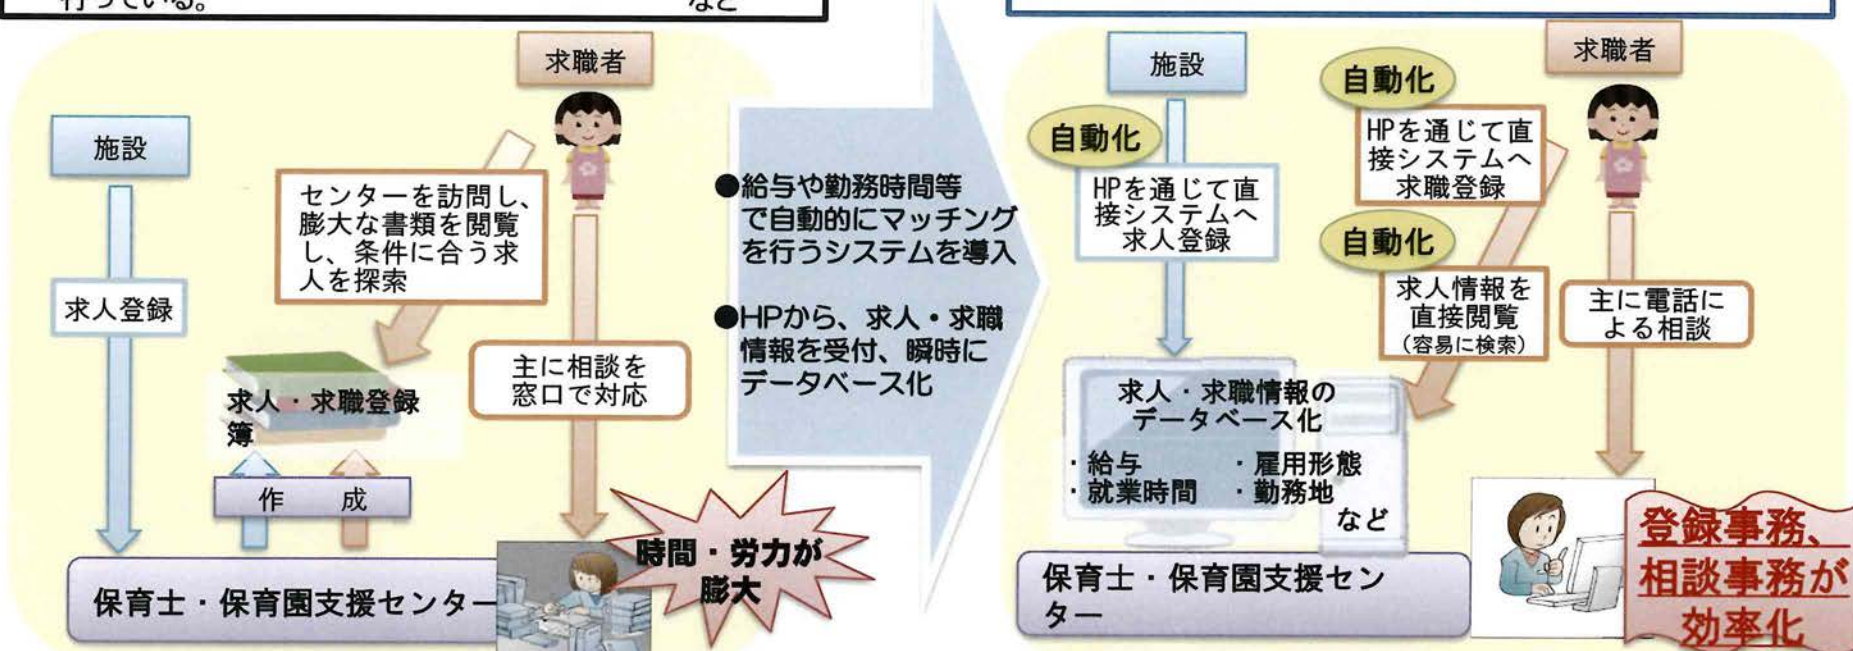 行っている。 など
求職者
施設
センターを訪問し、
膨大な書類を閲覧
し、条件に合う求
人を探索
求人登録
求人・求職登録
簿
主に相談を
窓口で対応
作 成
時間・労力が
膨大
保育士・保育園支援センター
●給与や勤務時間等
で自動的にマッチング
を行うシステムを導入
●HPから、求人・求職
情報を受付、瞬時に
データベース化
施設
求職者
自動化
自動化
HPを通じて直
接システムへ
求人登録
HPを通じて直
接システムへ
求職登録
自動化
求人情報を
直接閲覧
(容易に検索)
主に電話に
よる相談
求人・求職情報の
データベース化
・給与 ・雇用形態
・就業時間 ・勤務地
など
保育士・保育園支援セン
ター
登録事務、
相談事務が
効率化